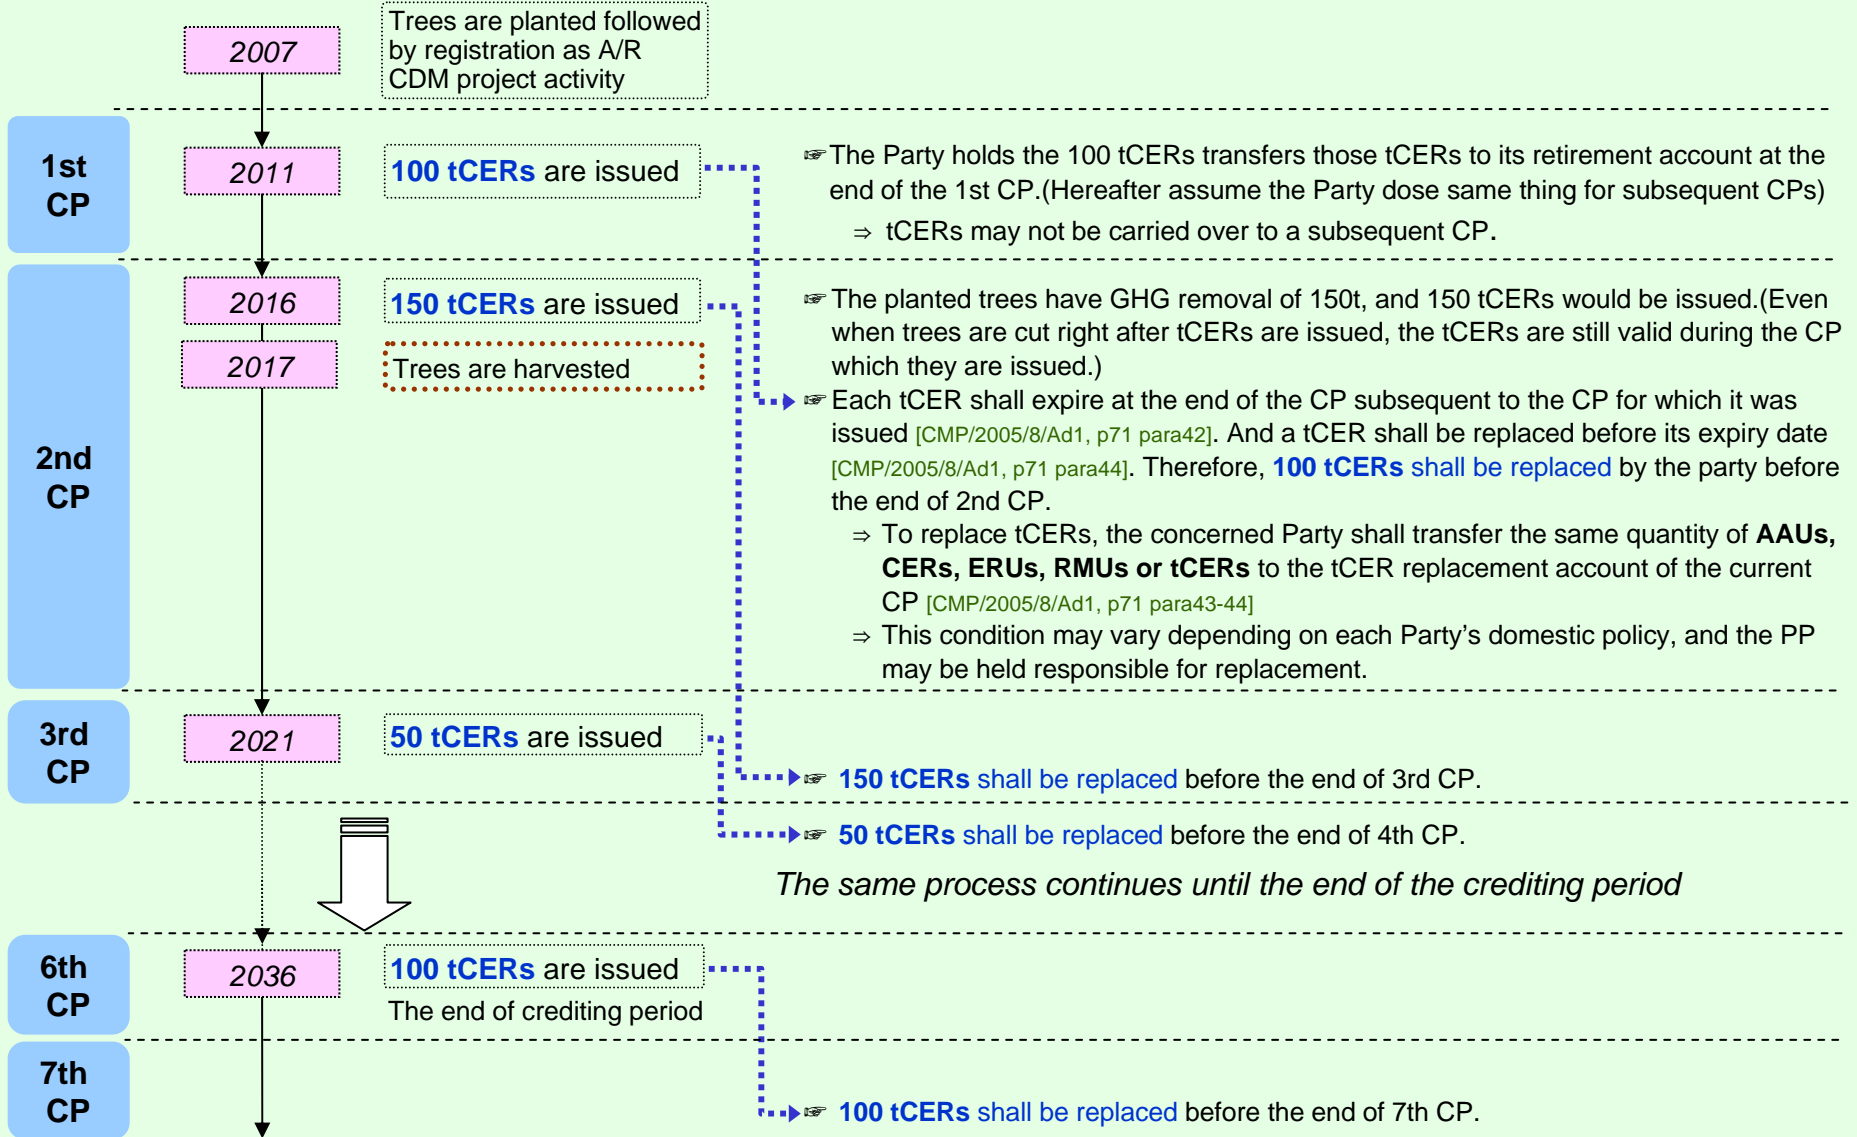 2007
Trees are planted followed
by registration as A/R
CDM project activity
1st
CP
2011
100 tCERs are issued
☞The Party holds the 100 tCERs transfers those tCERs to its retirement account at the
end of the 1st CP.(Hereafter assume the Party dose same thing for subsequent CPs)
⇒ tCERs may not be carried over to a subsequent CP.
2nd
CP
2016
150 tCERs are issued
2017
Trees are harvested
☞The planted trees have GHG removal of 150t, and 150 tCERs would be issued.(Even
when trees are cut right after tCERs are issued, the tCERs are still valid during the CP
which they are issued.)
☞Each tCER shall expire at the end of the CP subsequent to the CP for which it was
issued [CMP/2005/8/Ad1, p71 para42]. And a tCER shall be replaced before its expiry date
[CMP/2005/8/Ad1, p71 para44]. Therefore, 100 tCERs shall be replaced by the party before
the end of 2nd CP.
⇒ To replace tCERs, the concerned Party shall transfer the same quantity of AAUs,
CERs, ERUs, RMUs or tCERs to the tCER replacement account of the current
CP [CMP/2005/8/Ad1, p71 para43-44]
⇒ This condition may vary depending on each Party's domestic policy, and the PP
may be held responsible for replacement.
3rd
CP
2021
50 tCERs are issued
☞ 150 tCERs shall be replaced before the end of 3rd CP.
☞ 50 tCERs shall be replaced before the end of 4th CP.
The same process continues until the end of the crediting period
6th
CP
2036
100 tCERs are issued
The end of crediting period
7th
CP
☞ 100 tCERs shall be replaced before the end of 7th CP.